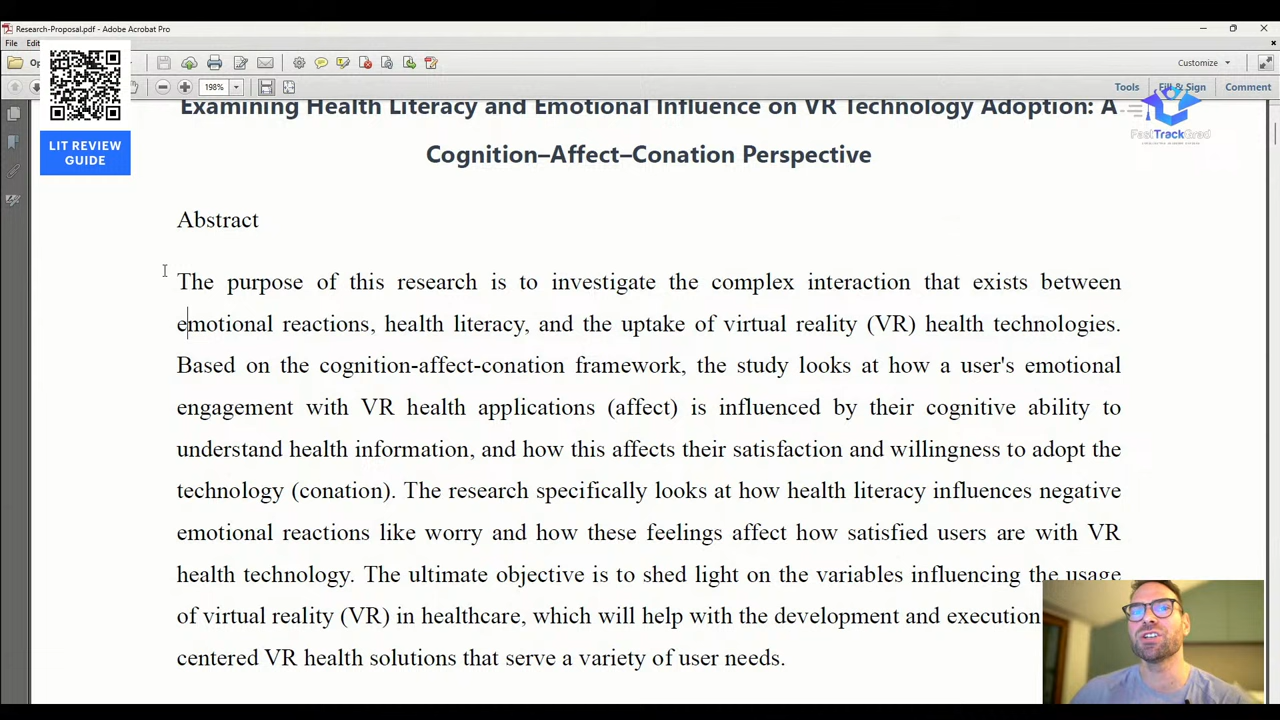 Research-Proposal.pdf - Adobe Acrobat Pro
File Edi
Customize
198%
Tools Fill & Sign Comment
LIT REVIEW
GUIDE
FastTrackGrad
Examining Health Literacy and Emotional Influence on VR Technology Adoption: A
Cognition–Affect–Conation Perspective
Abstract
The purpose of this research is to investigate the complex interaction that exists between
emotional reactions, health literacy, and the uptake of virtual reality (VR) health technologies.
Based on the cognition-affect-conation framework, the study looks at how a user's emotional
engagement with VR health applications (affect) is influenced by their cognitive ability to
understand health information, and how this affects their satisfaction and willingness to adopt the
technology (conation). The research specifically looks at how health literacy influences negative
emotional reactions like worry and how these feelings affect how satisfied users are with VR
health technology. The ultimate objective is to shed light on the variables influencing the usage
of virtual reality (VR) in healthcare, which will help with the development and execution
centered VR health solutions that serve a variety of user needs.